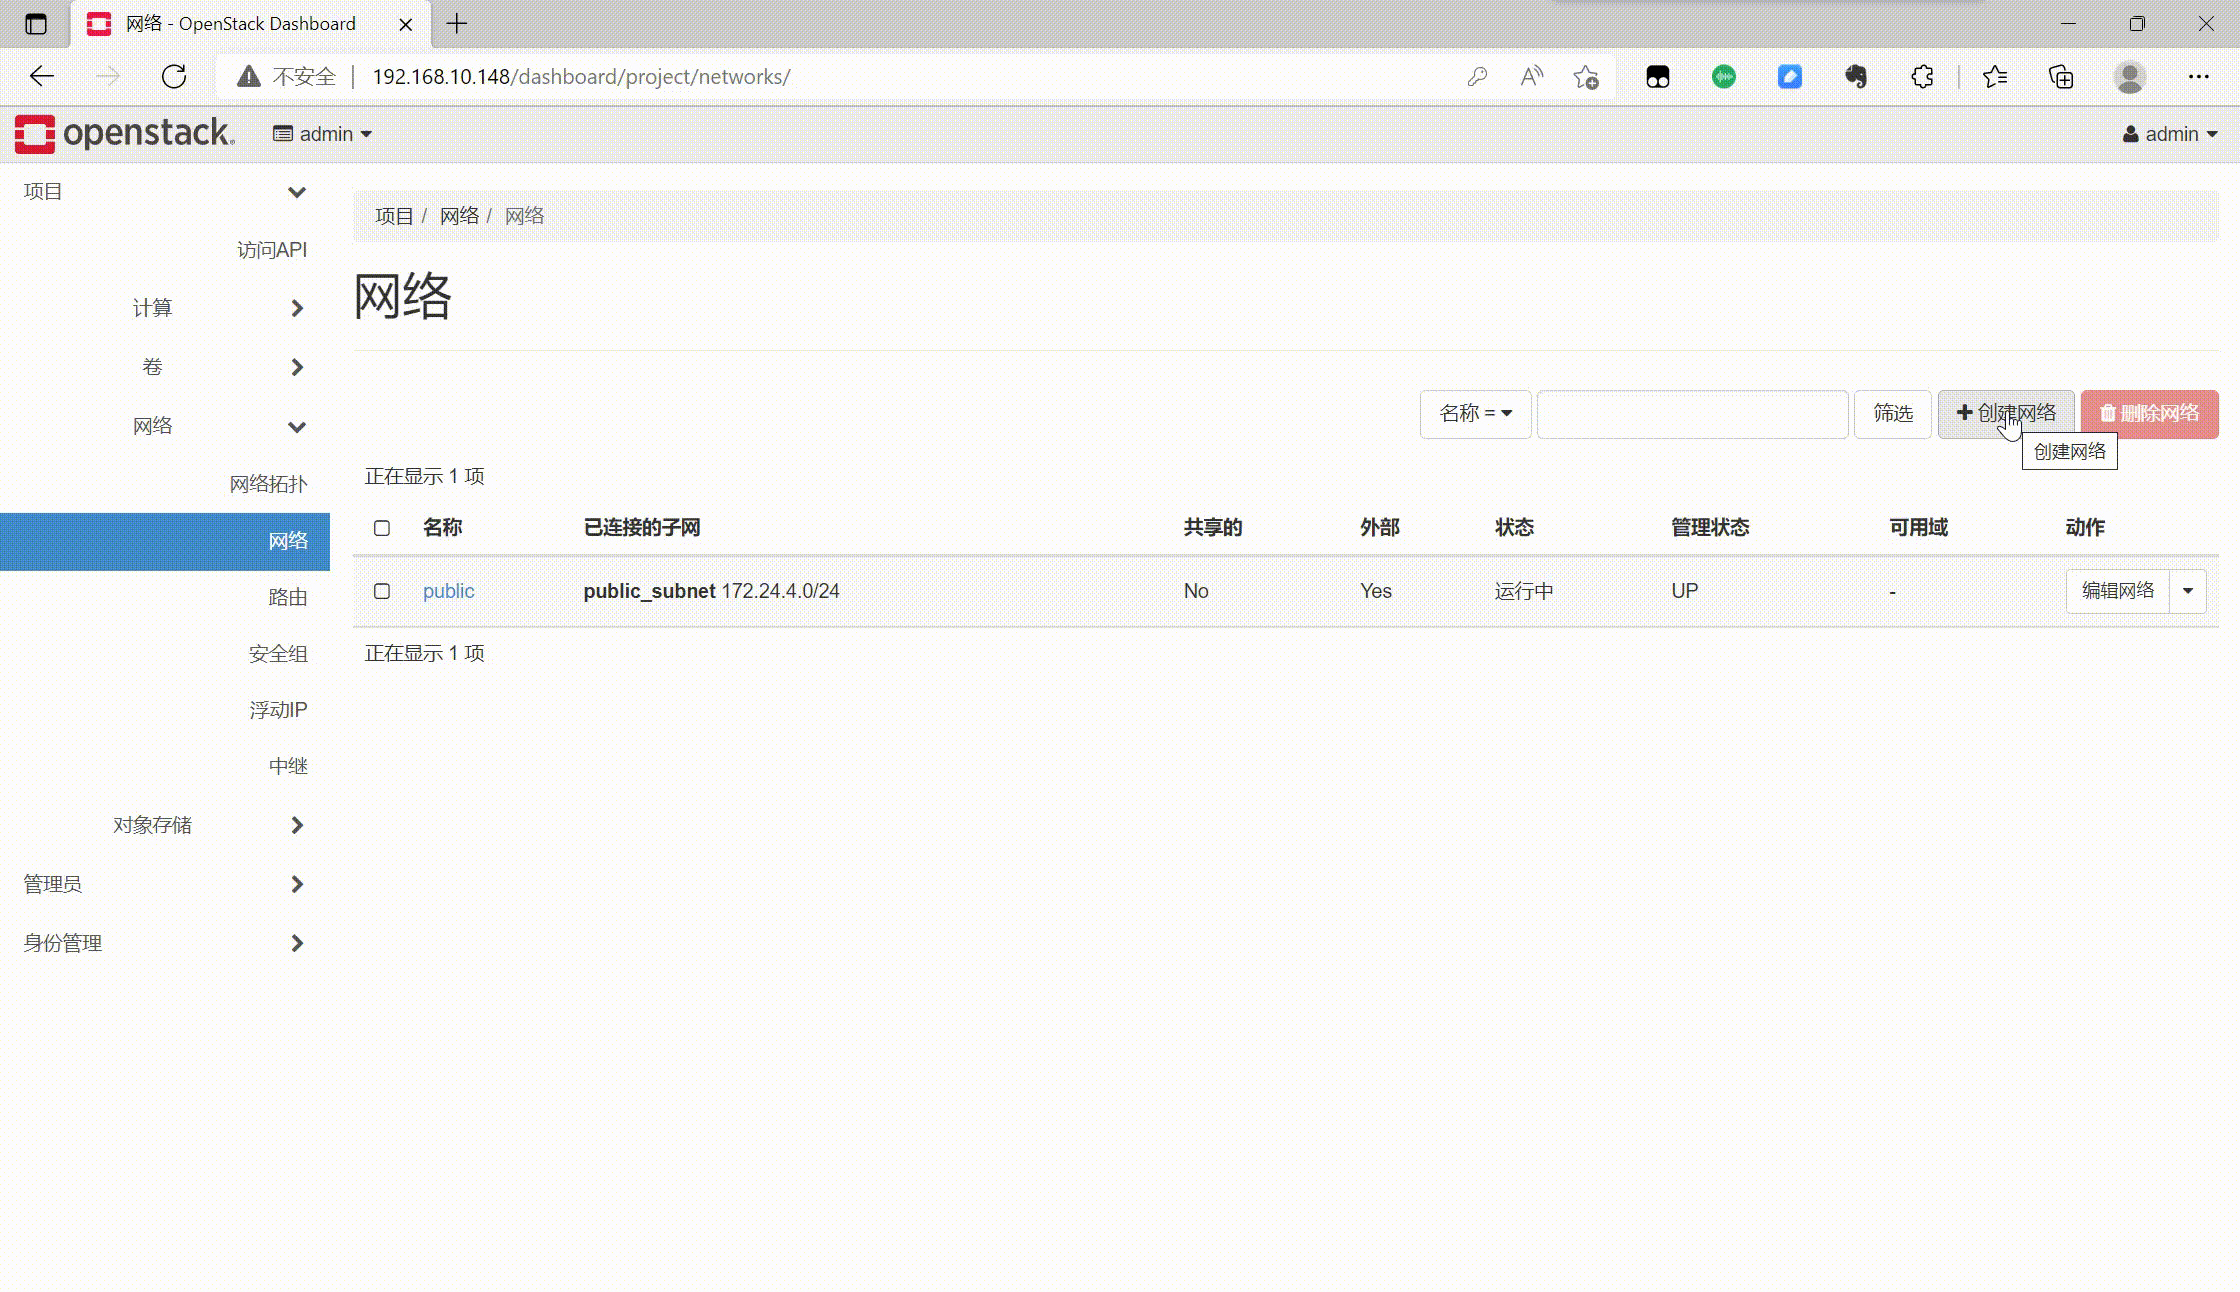 网络 - OpenStack Dashboard
不安全 192.168.10.148/dashboard/project/networks/
openstack. admin admin
项目
访问API
计算
卷
网络
网络拓扑
网络
路由
安全组
浮动IP
中继
对象存储
管理员
身份管理
项目 / 网络 / 网络
网络
名称 = 筛选 创建网络 删除网络
创建网络
正在显示 1 项
名称 已连接的子网 共享的 外部 状态 管理状态 可用域 动作
public public_subnet 172.24.4.0/24 No Yes 运行中 UP - 编辑网络
正在显示 1 项